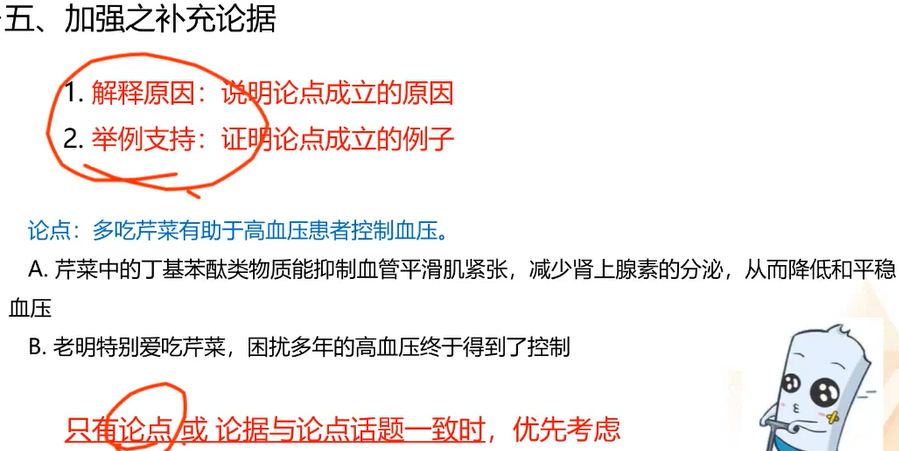 五、加强之补充论据
1. 解释原因：说明论点成立的原因
2. 举例支持：证明论点成立的例子
论点：多吃芹菜有助于高血压患者控制血压。
A. 芹菜中的丁基苯酞类物质能抑制血管平滑肌紧张，减少肾上腺素的分泌，从而降低和平稳
血压
B. 老明特别爱吃芹菜，困扰多年的高血压终于得到了控制
只有论点 或 论据与论点话题一致时，优先考虑